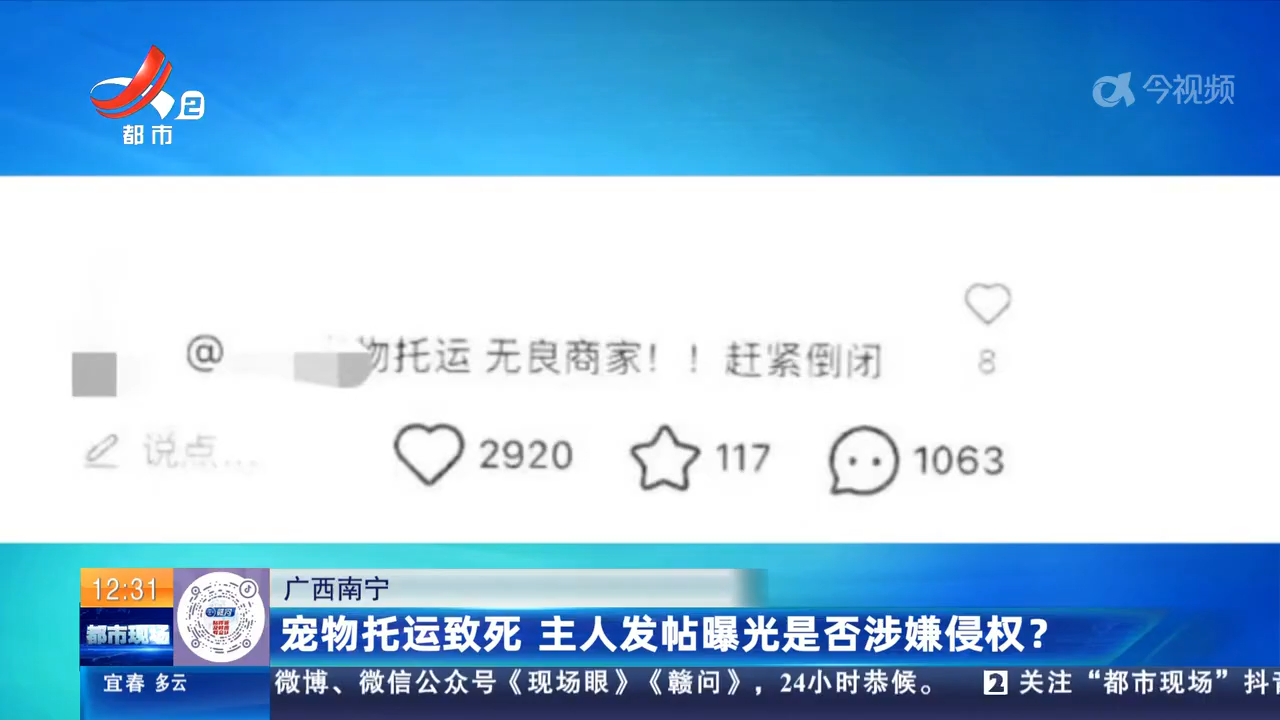 2
都市
今视频
@ 物托运 无良商家！！赶紧倒闭
8
说点...
2920 117 1063
12:31
广西南宁
都市现场
宠物托运致死 主人发帖曝光是否涉嫌侵权？
宜春 多云
微博、微信公众号《现场眼》《赣问》，24小时恭候。 2 关注“都市现场”抖音